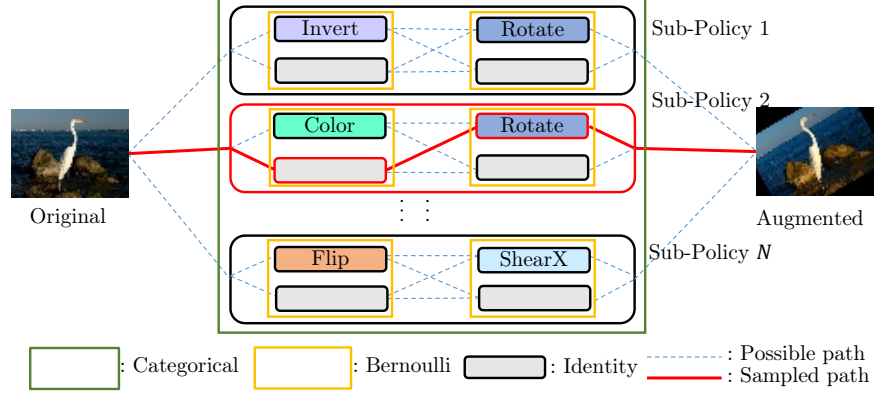 Invert
Rotate
Sub-Policy 1
Sub-Policy 2
Color
Rotate
Original
Augmented
Sub-Policy N
Flip
ShearX
: Categorical
: Bernoulli
: Identity
: Possible path
: Sampled path